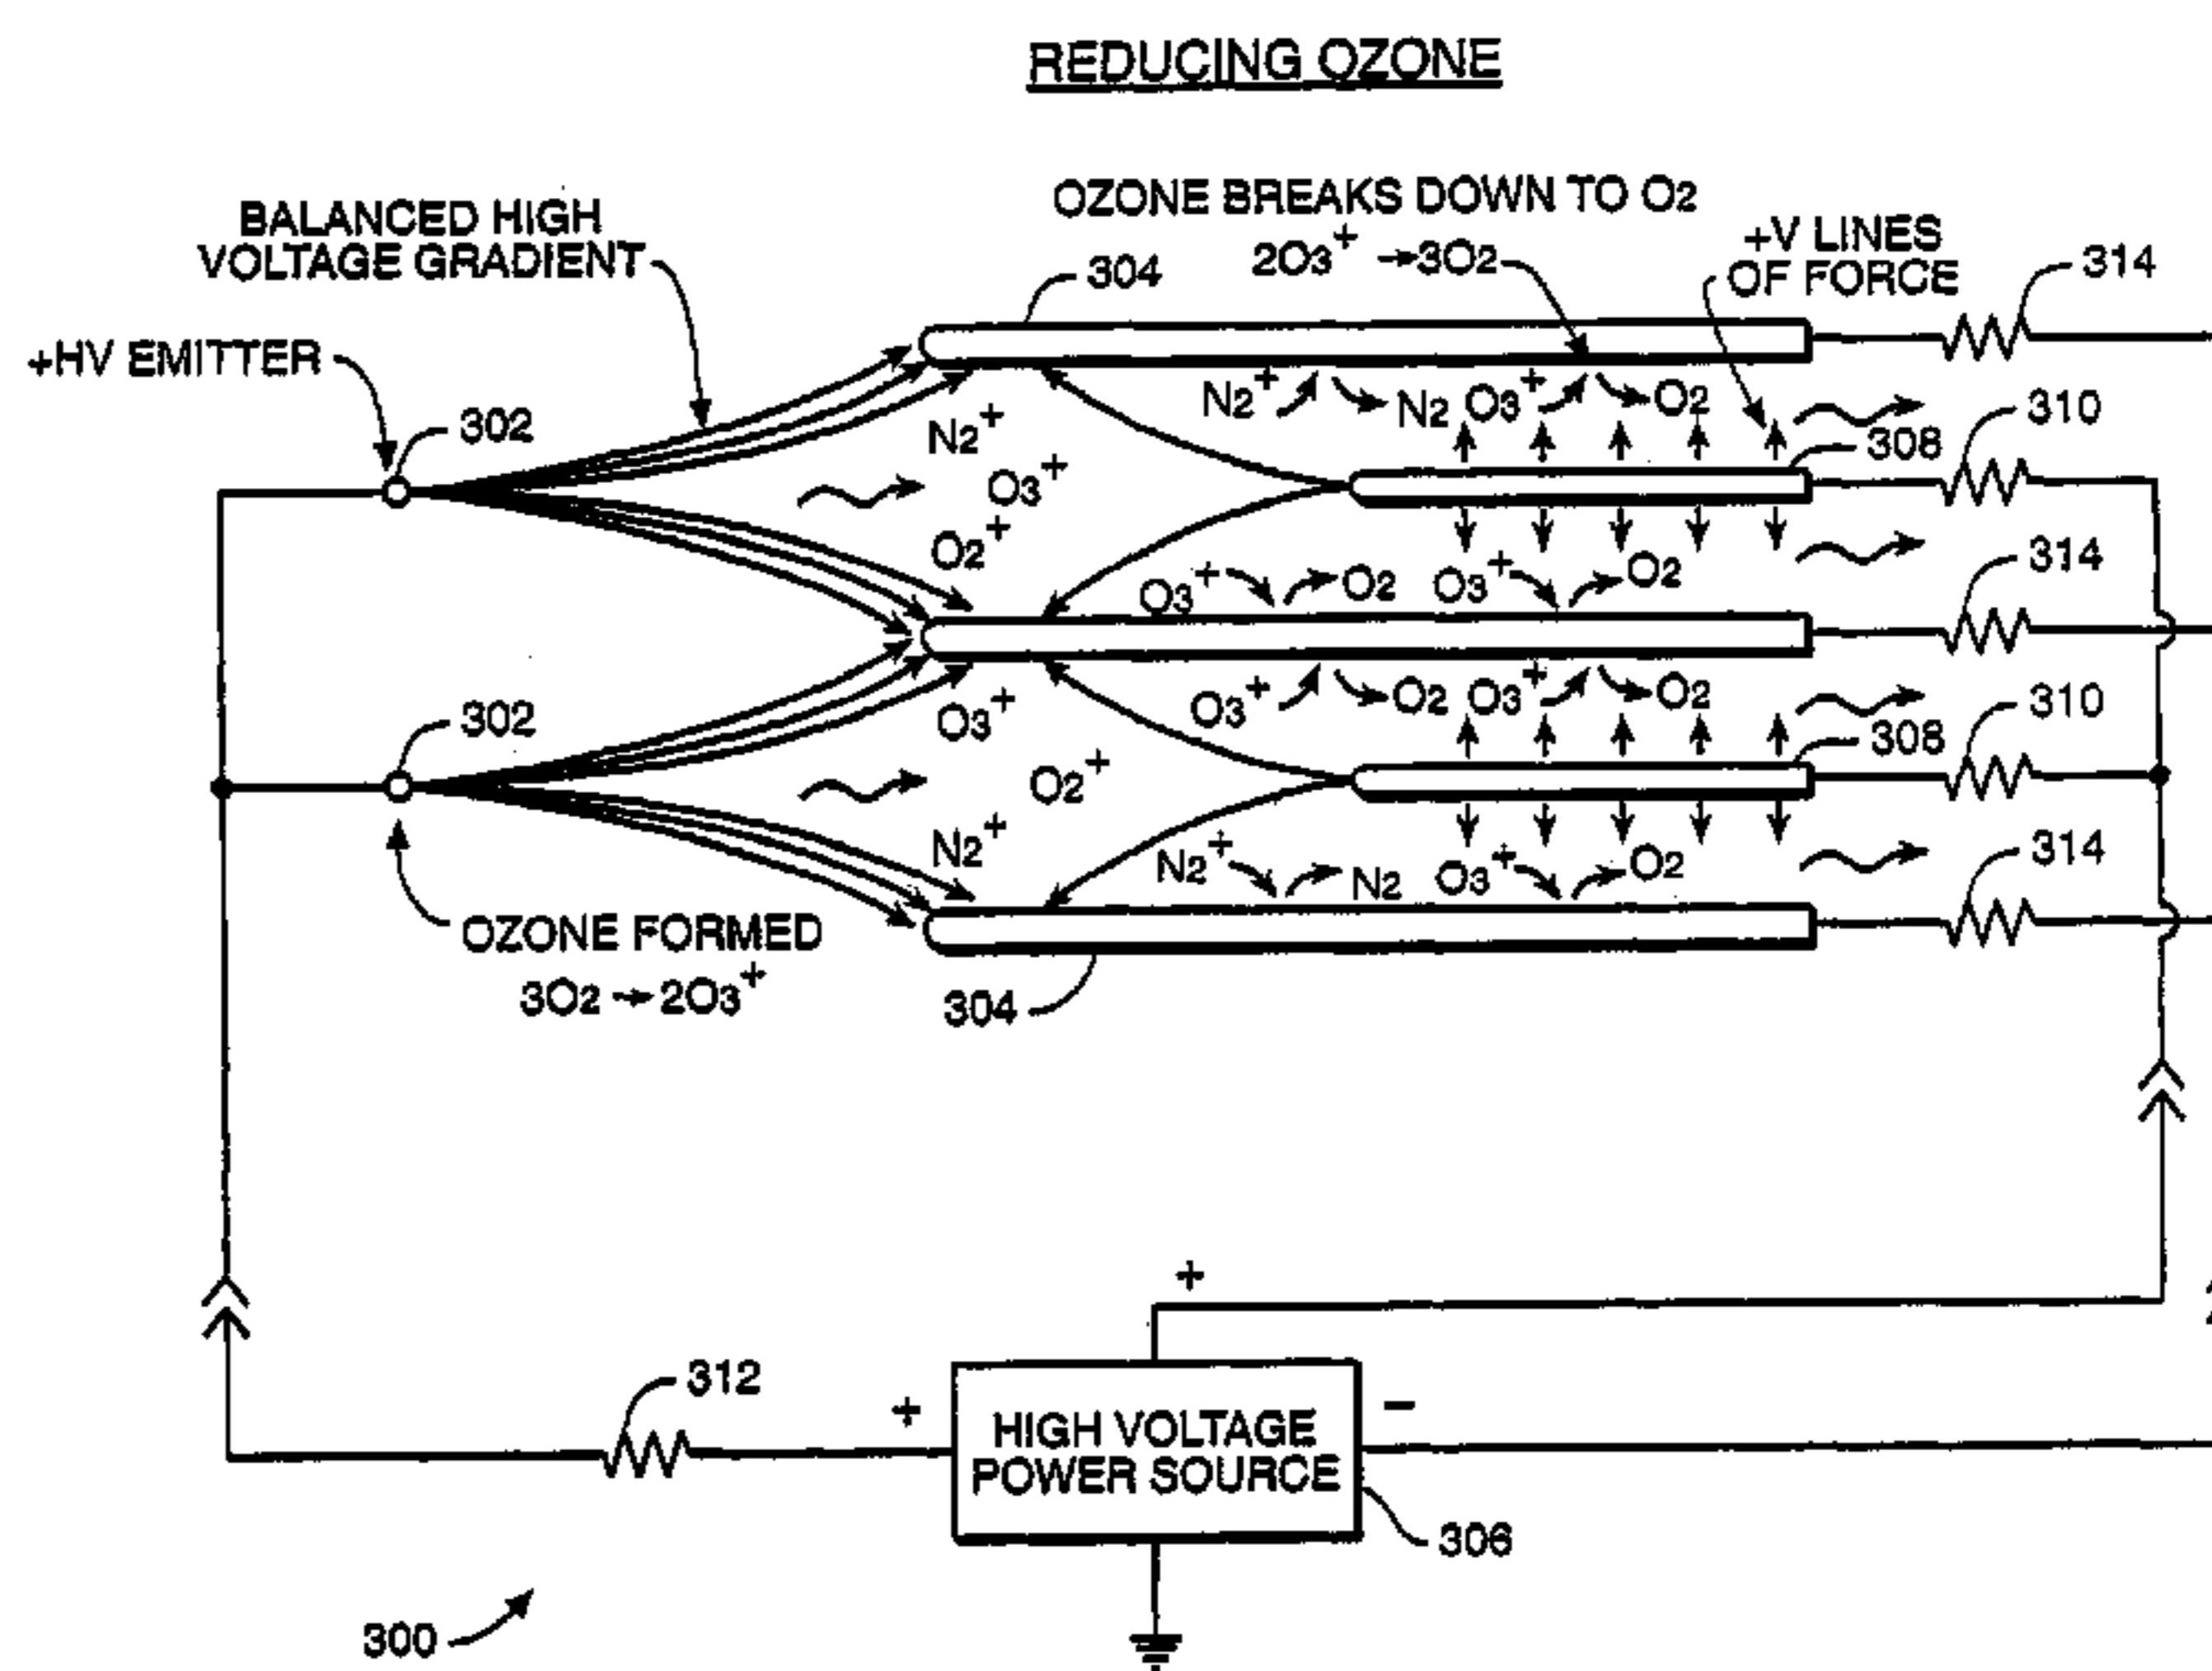 REDUCING OZONE
BALANCED HIGH
VOLTAGE GRADIENT
OZONE BREAKS DOWN TO O2
2O3+ → 3O2
+V LINES
OF FORCE
304
314
+HV EMITTER
302
N2+
N2+
N2
O3+
O2
310
308
O3+
O2+
O3+
O2
O3+
O2
314
302
O3+
O3+
O2
O3+
O2
310
308
O2+
N2+
N2+
N2
O3+
O2
314
OZONE FORMED
3O2 → 2O3+
304
+
312
+
−
HIGH VOLTAGE
POWER SOURCE
306
300